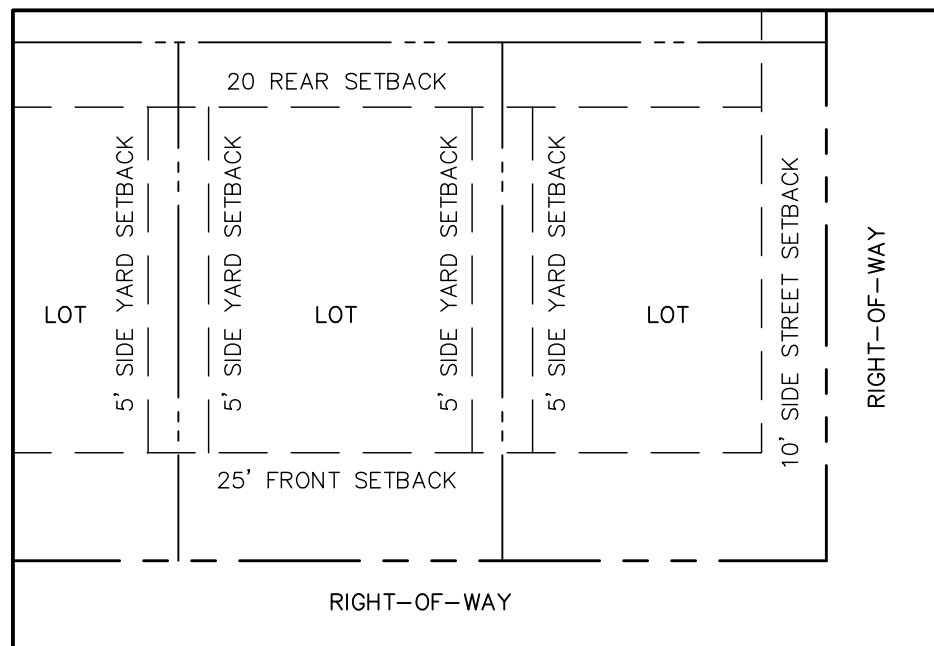 20 REAR SETBACK
LOT
5' SIDE YARD SETBACK
5' SIDE YARD SETBACK
LOT
5' SIDE YARD SETBACK
5' SIDE YARD SETBACK
LOT
10' SIDE STREET SETBACK
RIGHT-OF-WAY
25' FRONT SETBACK
RIGHT-OF-WAY